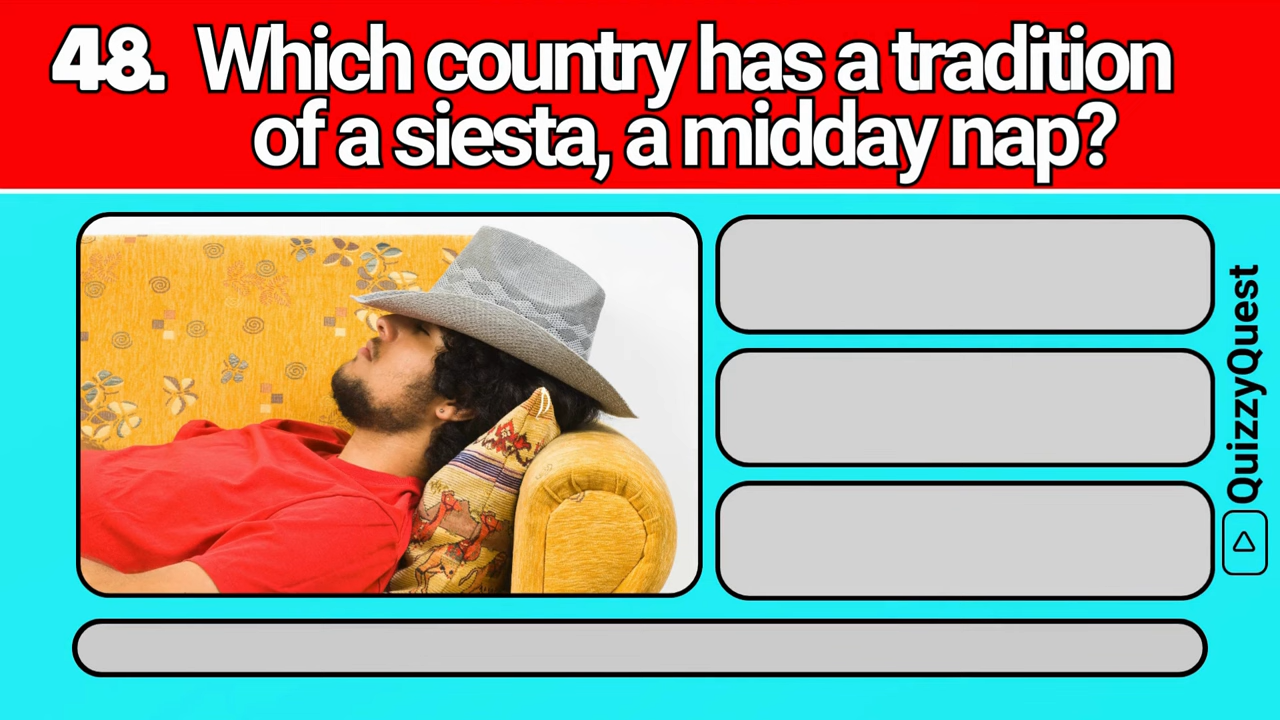 48. Which country has a tradition
of a siesta, a midday nap?
QuizzyQuest